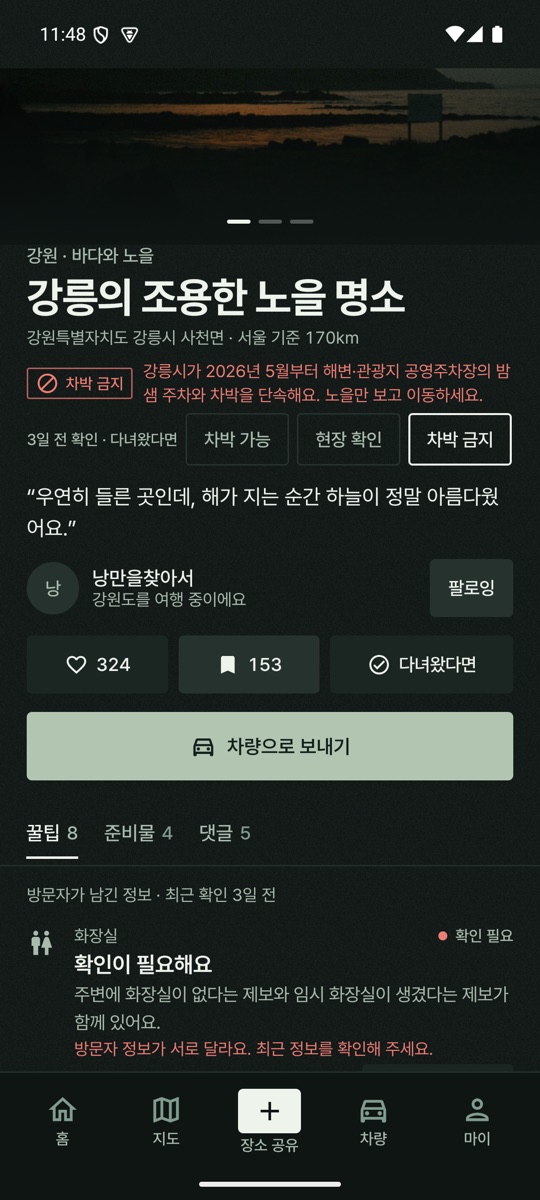 11:48
강원 · 바다와 노을
강릉의 조용한 노을 명소
강원특별자치도 강릉시 사천면 · 서울 기준 170km
차박 금지
강릉시가 2026년 5월부터 해변·관광지 공영주차장의 밤
샘 주차와 차박을 단속해요. 노을만 보고 이동하세요.
3일 전 확인 · 다녀왔다면
차박 가능
현장 확인
차박 금지
“우연히 들른 곳인데, 해가 지는 순간 하늘이 정말 아름다웠
어요.”
낭
낭만을찾아서
강원도를 여행 중이에요
팔로잉
324
153
다녀왔다면
차량으로 보내기
꿀팁 8
준비물 4
댓글 5
방문자가 남긴 정보 · 최근 확인 3일 전
화장실
확인 필요
확인이 필요해요
주변에 화장실이 없다는 제보와 임시 화장실이 생겼다는 제보가
함께 있어요.
방문자 정보가 서로 달라요. 최근 정보를 확인해 주세요.
홈
지도
장소 공유
차량
마이